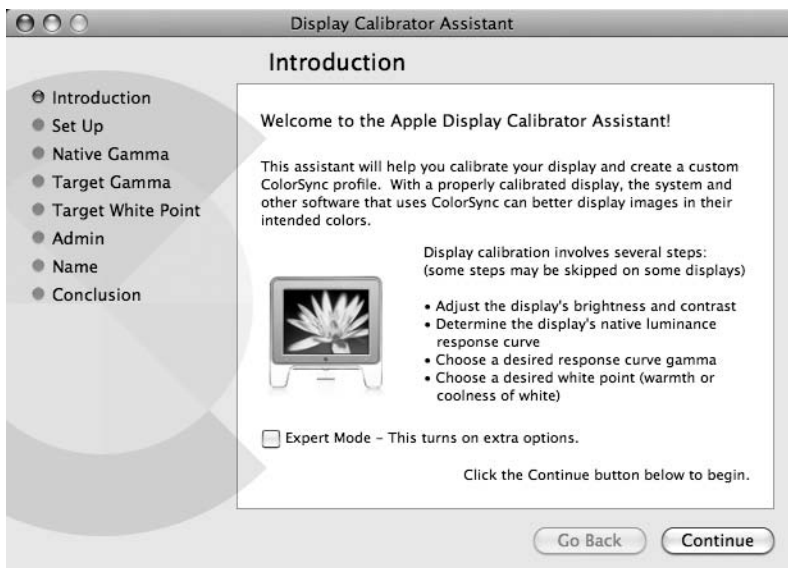 Display Calibrator Assistant
Introduction
Introduction
Set Up
Native Gamma
Target Gamma
Target White Point
Admin
Name
Conclusion
Welcome to the Apple Display Calibrator Assistant!
This assistant will help you calibrate your display and create a custom
ColorSync profile.  With a properly calibrated display, the system and
other software that uses ColorSync can better display images in their
intended colors.
Display calibration involves several steps:
(some steps may be skipped on some displays)
• Adjust the display's brightness and contrast
• Determine the display's native luminance
response curve
• Choose a desired response curve gamma
• Choose a desired white point (warmth or
coolness of white)
Expert Mode – This turns on extra options.
Click the Continue button below to begin.
Go Back
Continue